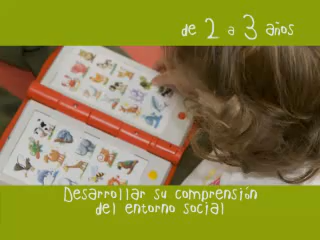 de 2 a 3 años
Desarrollar su comprensión
del entorno social